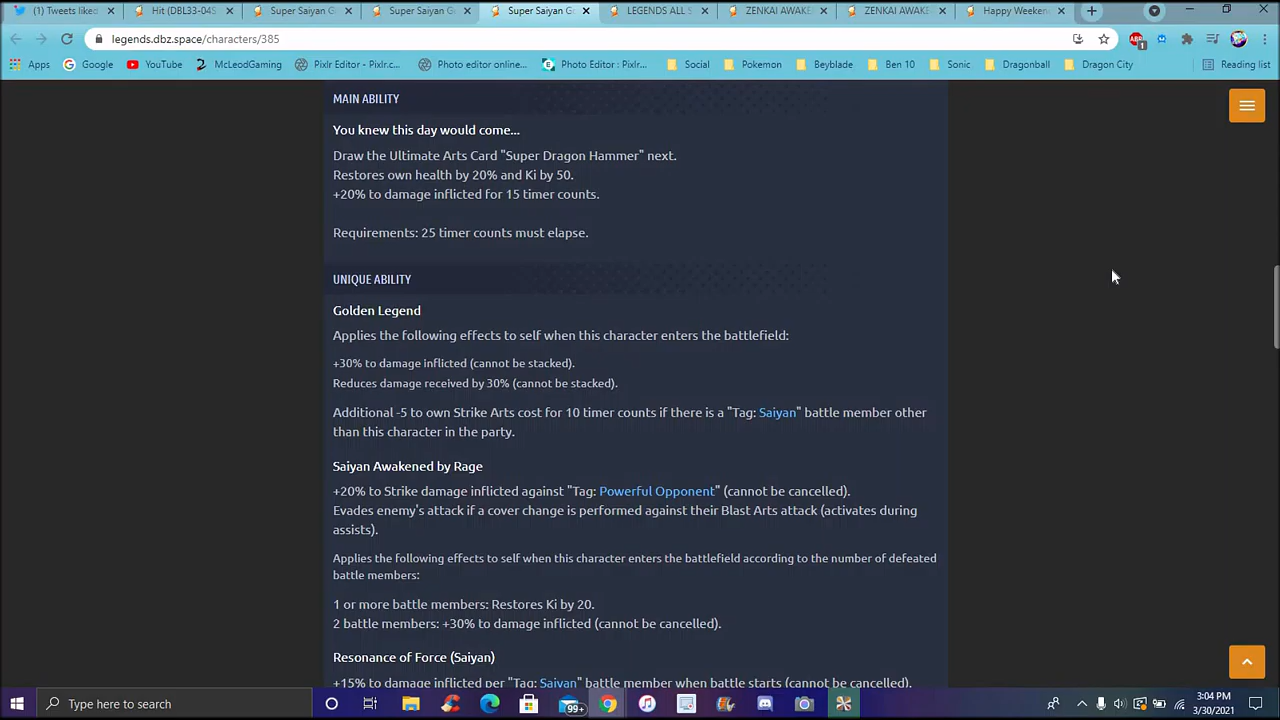 (1) Tweets liked
Hit (DBL33-04S
Super Saiyan G
Super Saiyan G
Super Saiyan G
LEGENDS ALL S
ZENKAI AWAKE
ZENKAI AWAKE
Happy Weeken
legends.dbz.space/characters/385
Apps
Google
YouTube
McLeodGaming
Pixlr Editor - Pixlr.c...
Photo editor online...
Photo Editor : Pixlr...
Social
Pokemon
Beyblade
Ben 10
Sonic
Dragonball
Dragon City
Reading list
MAIN ABILITY
You knew this day would come...
Draw the Ultimate Arts Card "Super Dragon Hammer" next.
Restores own health by 20% and Ki by 50.
+20% to damage inflicted for 15 timer counts.
Requirements: 25 timer counts must elapse.
UNIQUE ABILITY
Golden Legend
Applies the following effects to self when this character enters the battlefield:
+30% to damage inflicted (cannot be stacked).
Reduces damage received by 30% (cannot be stacked).
Additional -5 to own Strike Arts cost for 10 timer counts if there is a "Tag: Saiyan" battle member other
than this character in the party.
Saiyan Awakened by Rage
+20% to Strike damage inflicted against "Tag: Powerful Opponent" (cannot be cancelled).
Evades enemy's attack if a cover change is performed against their Blast Arts attack (activates during
assists).
Applies the following effects to self when this character enters the battlefield according to the number of defeated
battle members:
1 or more battle members: Restores Ki by 20.
2 battle members: +30% to damage inflicted (cannot be cancelled).
Resonance of Force (Saiyan)
+15% to damage inflicted per "Tag: Saiyan" battle member when battle starts (cannot be cancelled).
Type here to search
99+
3:04 PM
3/30/2021